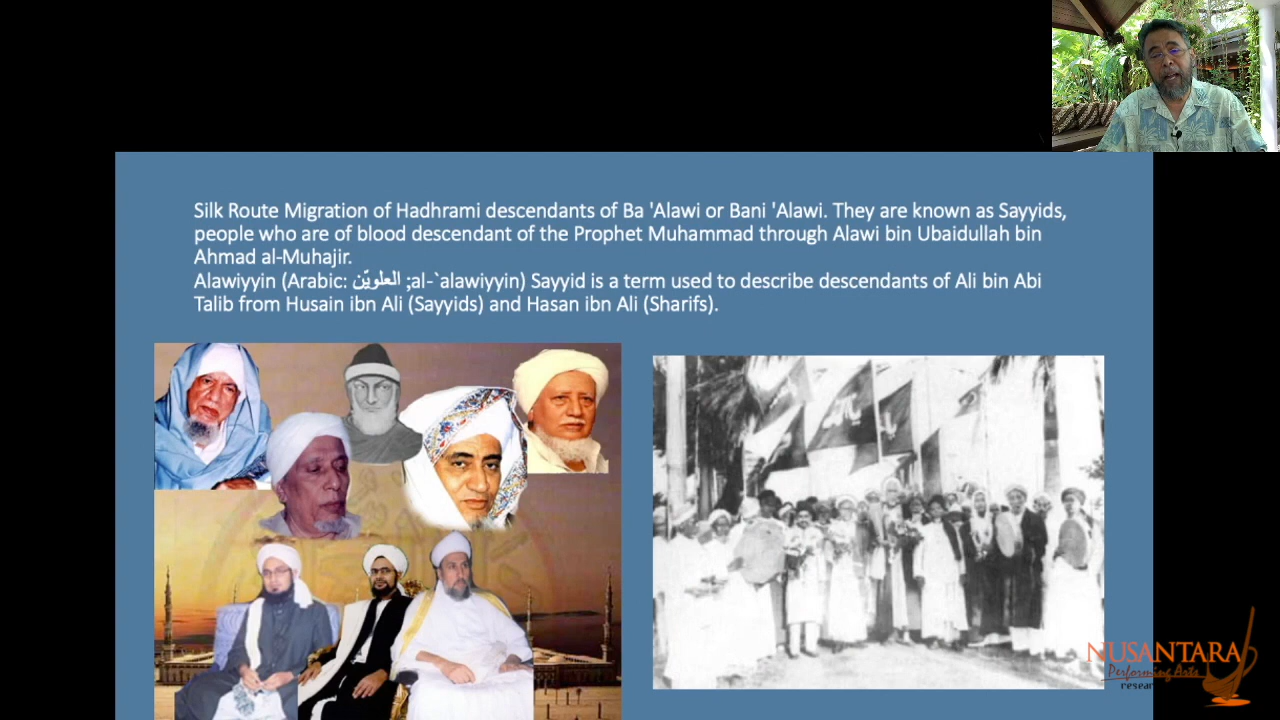 Silk Route Migration of Hadhrami descendants of Ba 'Alawi or Bani 'Alawi. They are known as Sayyids,
people who are of blood descendant of the Prophet Muhammad through Alawi bin Ubaidullah bin
Ahmad al-Muhajir.
Alawiyyin (Arabic: العلويّين ;al-`alawiyyin) Sayyid is a term used to describe descendants of Ali bin Abi
Talib from Husain ibn Ali (Sayyids) and Hasan ibn Ali (Sharifs).
NUSANTARA
Performing Arts